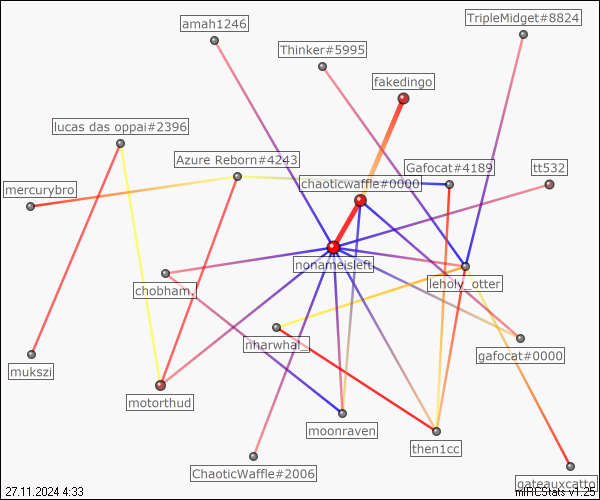 TripleMidget#8824
amah1246
Thinker#5995
fakedingo
lucas das oppai#2396
Azure Reborn#4243
Gafocat#4189
tt532
mercurybro
chaoticwaffle#0000
nonameisleft
leholy_otter
chobham
nharwhal_
gafocat#0000
mukszi
motorthud
moonraven
then1cc
ChaoticWaffle#2006
gateauxcatto
27.11.2024 4:33
mIRCStats v1.25